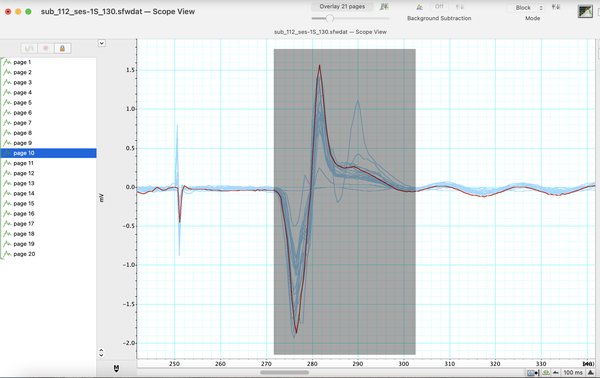 sub_112_ses-1S_130.sfwdat — Scope View
Overlay 21 pages
Off
Background Subtraction
Block
Mode
sub_112_ses-1S_130.sfwdat — Scope View
page 1
page 2
page 3
page 4
page 5
page 6
page 7
page 8
page 9
page 10
page 11
page 12
page 13
page 14
page 15
page 16
page 17
page 18
page 19
page 20
mV
1.5
1.0
0.5
0.0
−0.5
−1.0
−1.5
−2.0
250
260
270
280
290
300
310
320
330
100 ms